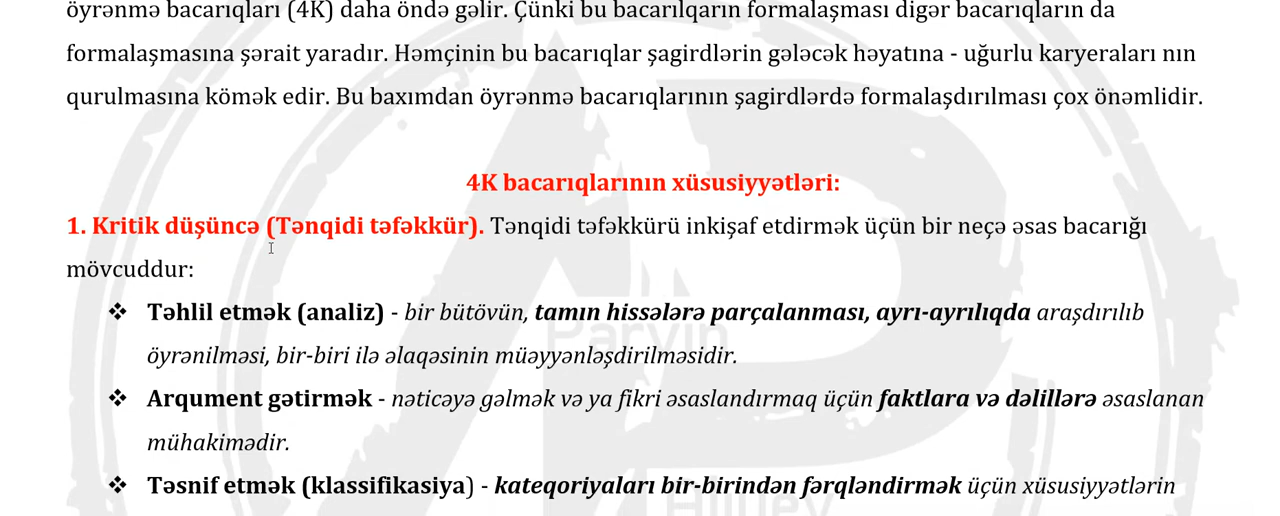 öyrənmə bacarıqları (4K) daha öndə gəlir. Çünki bu bacarılqarın formalaşması digər bacarıqların da
formalaşmasına şərait yaradır. Həmçinin bu bacarıqlar şagirdlərin gələcək həyatına - uğurlu karyeraları nın
qurulmasına kömək edir. Bu baxımdan öyrənmə bacarıqlarının şagirdlərdə formalaşdırılması çox önəmlidir.
4K bacarıqlarının xüsusiyyətləri:
1. Kritik düşüncə (Tənqidi təfəkkür). Tənqidi təfəkkürü inkişaf etdirmək üçün bir neçə əsas bacarığı
mövcuddur:
❖ Təhlil etmək (analiz) - bir bütövün, tamın hissələrə parçalanması, ayrı-ayrılıqda araşdırılıb
öyrənilməsi, bir-biri ilə əlaqəsinin müəyyənləşdirilməsidir.
Parvin
❖ Arqument gətirmək - nəticəyə gəlmək və ya fikri əsaslandırmaq üçün faktlara və dəlillərə əsaslanan
mühakimədir.
❖ Təsnif etmək (klassifikasiya) - kateqoriyaları bir-birindən fərqləndirmək üçün xüsusiyyətlərin